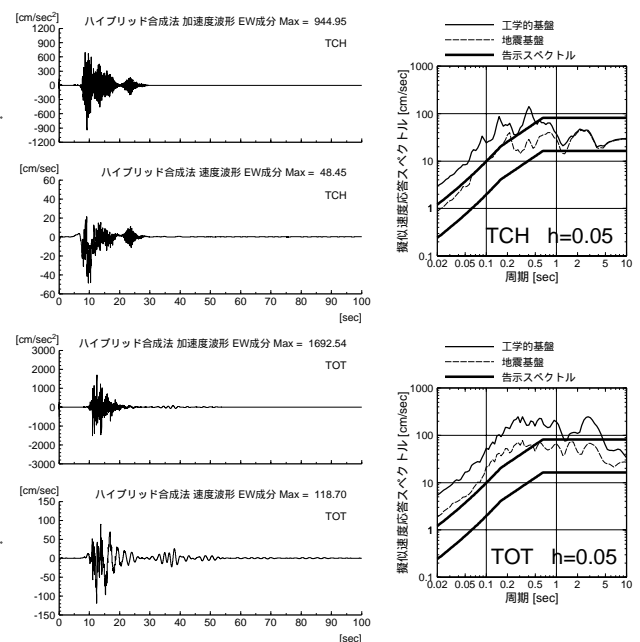 [cm/sec²]
ハイブリッド合成法 加速度波形 EW成分 Max = 944.95
TCH
1200
900
600
300
0
-300
-600
-900
-1200
[cm/sec]
ハイブリッド合成法 速度波形 EW成分 Max = 48.45
TCH
60
40
20
0
-20
-40
-60
0 10 20 30 40 50 60 70 80 90 100
[sec]
工学的基盤
地震基盤
告示スペクトル
擬似速度応答スペクトル [cm/sec]
1000
100
10
1
0.1
TCH h=0.05
0.02 0.05 0.1 0.2 0.5 1 2 5 10
周期 [sec]
[cm/sec²]
ハイブリッド合成法 加速度波形 EW成分 Max = 1692.54
TOT
3000
2000
1000
0
-1000
-2000
-3000
[cm/sec]
ハイブリッド合成法 速度波形 EW成分 Max = 118.70
TOT
150
100
50
0
-50
-100
-150
0 10 20 30 40 50 60 70 80 90 100
[sec]
工学的基盤
地震基盤
告示スペクトル
擬似速度応答スペクトル [cm/sec]
1000
100
10
1
0.1
TOT h=0.05
0.02 0.05 0.1 0.2 0.5 1 2 5 10
周期 [sec]